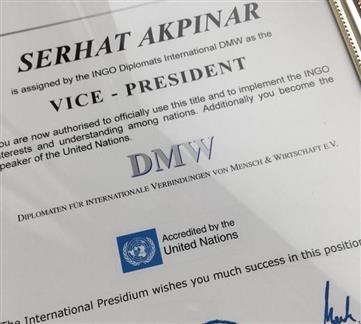 SERHAT AKPINAR
is assigned by the INGO Diplomats International DMW as the
VICE - PRESIDENT
You are now authorised to officially use this title and to implement the INGO
interests and understanding among nations. Additionally you become the
speaker of the United Nations.
DMW
DIPLOMATEN FÜR INTERNATIONALE VERBINDUNGEN VON MENSCH & WIRTSCHAFT E.V.
Accredited by the
United Nations
The International Presidium wishes you much success in this position